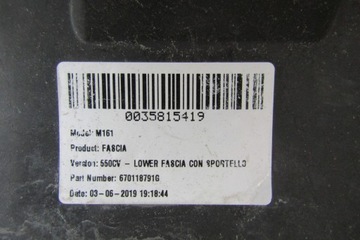 0035815419
Model: M161
Product: FASCIA
Version: 550CV - LOWER FASCIA CON SPORTELLO
Part Number: 670118791G
Date: 03-06-2019 19:18:44